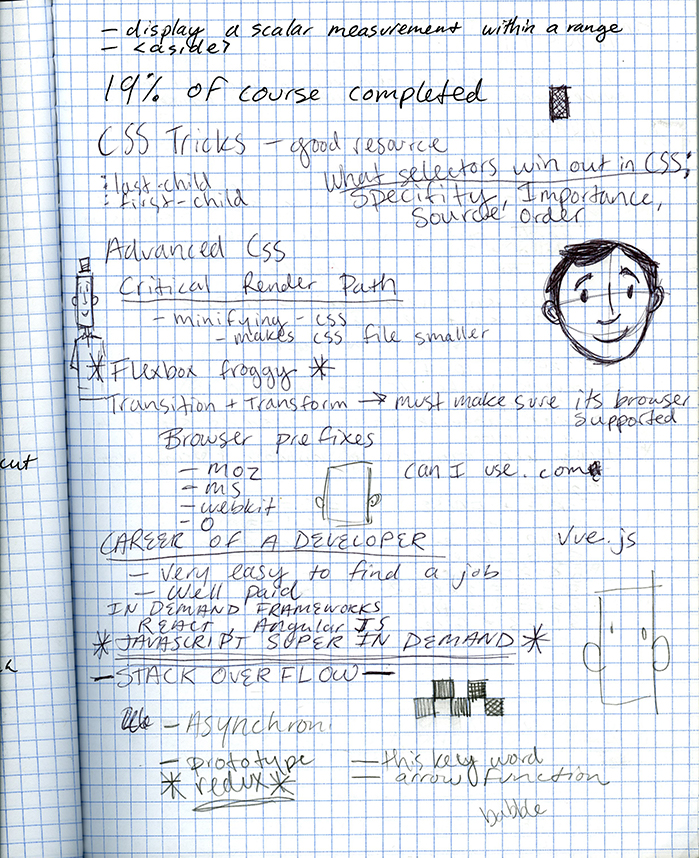 - display a scalar measurement within a range
- <aside>
19% of course completed
CSS Tricks - good resource
:last-child
:first-child
What selectors win out in CSS;
Specifity, Importance,
Source order
Advanced CSS
Critical Render Path
- minifying - css
- makes css file smaller
* Flexbox froggy *
Transition + Transform → must make sure its browser
supported
Browser prefixes
cut
- moz
- ms
- webkit
- O
can I use. com
CAREER OF A DEVELOPER
Vue.js
- Very easy to find a job
- Well paid
IN DEMAND FRAMEWORKS
REACT, Angular JS
* JAVASCRIPT SUPER IN DEMAND *
- STACK OVERFLOW -
- Asynchron
- prototype
- this key word
* redux *
- arrow function
babble